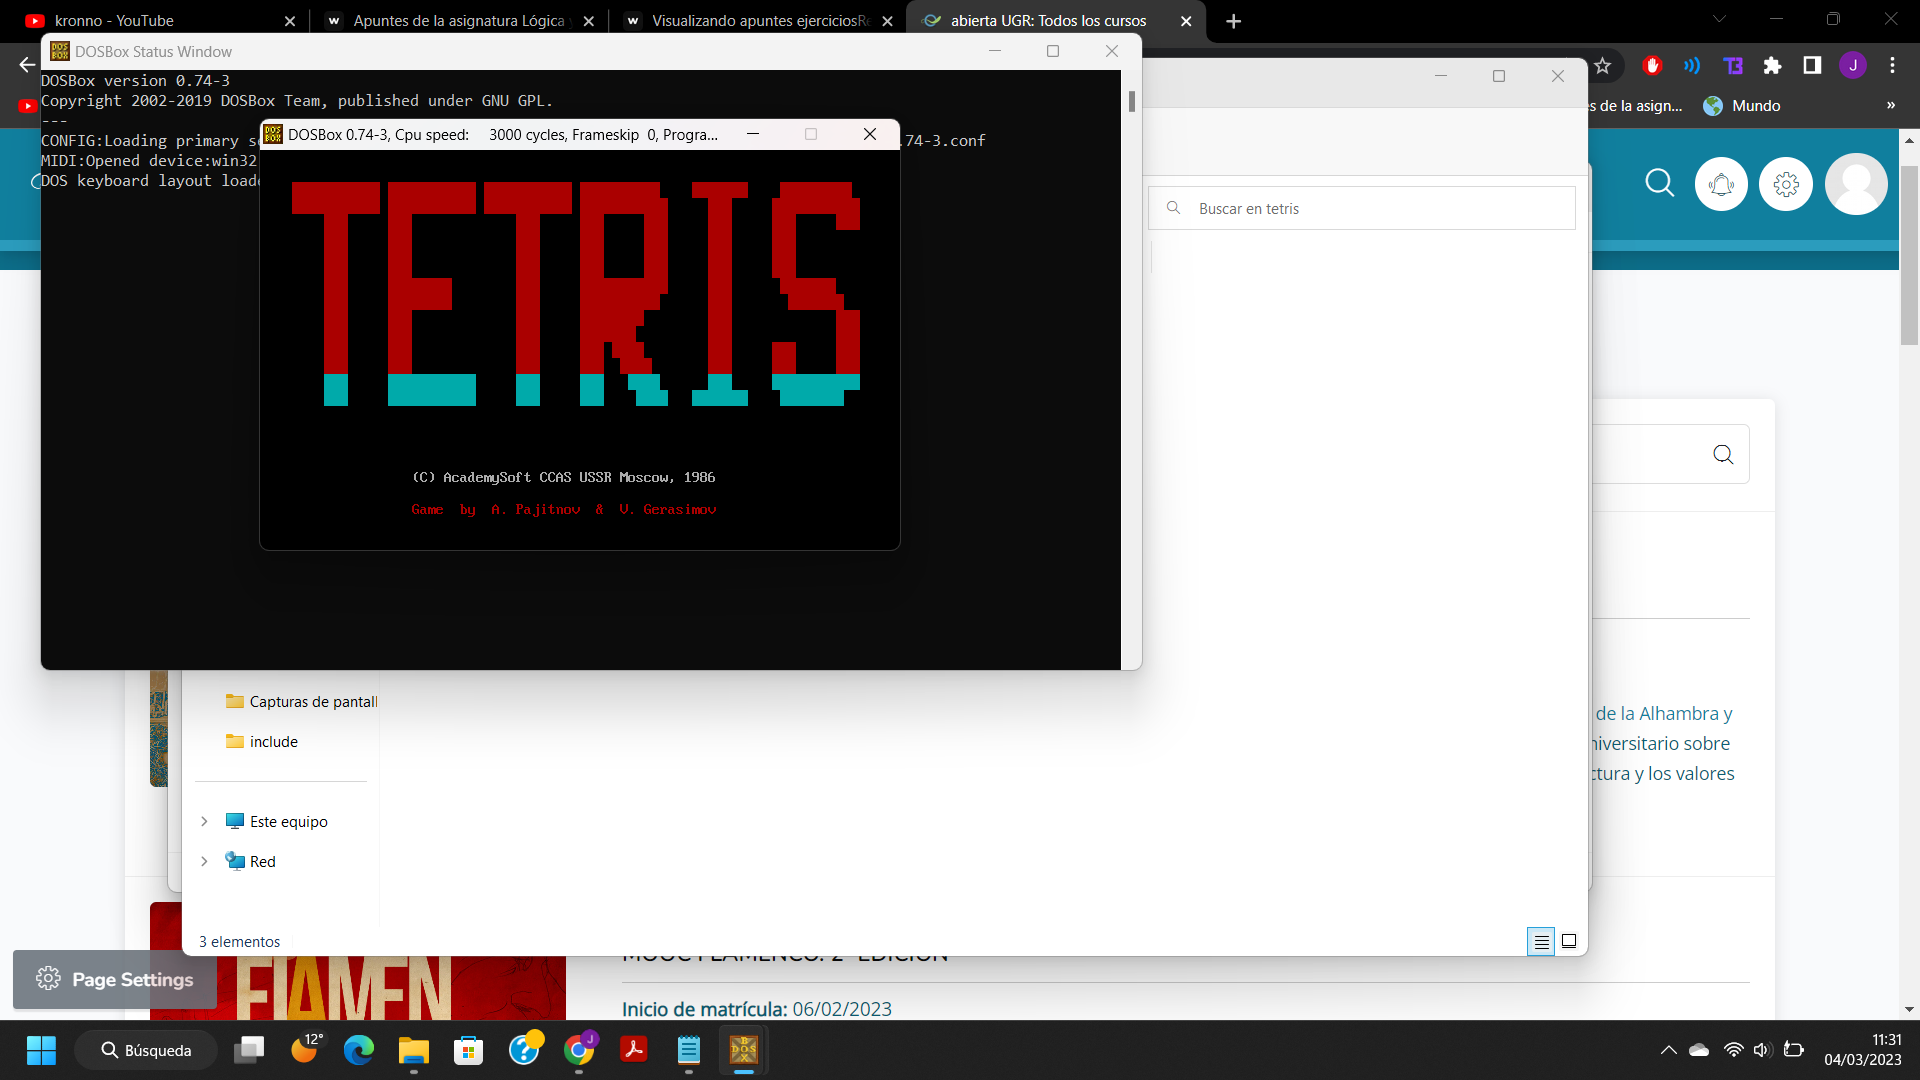 kronno - YouTube
Apuntes de la asignatura Lógica
Visualizando apuntes ejerciciosRe
abierta UGR: Todos los cursos
DOSBox Status Window
DOSBox version 0.74-3
Copyright 2002-2019 DOSBox Team, published under GNU GPL.
---
CONFIG:Loading primary
.74-3.conf
MIDI:Opened device:win32
DOS keyboard layout
DOSBox 0.74-3, Cpu speed: 3000 cycles, Frameskip 0, Progra...
TETRIS
(C) AcademySoft CCAS USSR Moscow, 1986
Game by A. Pajitnov & V. Gerasimov
de la asign...
Mundo
»
J
Buscar en tetris
Capturas de pantall
include
Este equipo
Red
3 elementos
de la Alhambra y
niversitario sobre
ctura y los valores
Page Settings
FLAMEN
MOOC FLAMENCO. 2ª EDICIÓN
Inicio de matrícula: 06/02/2023
Búsqueda
12°
11:31
04/03/2023